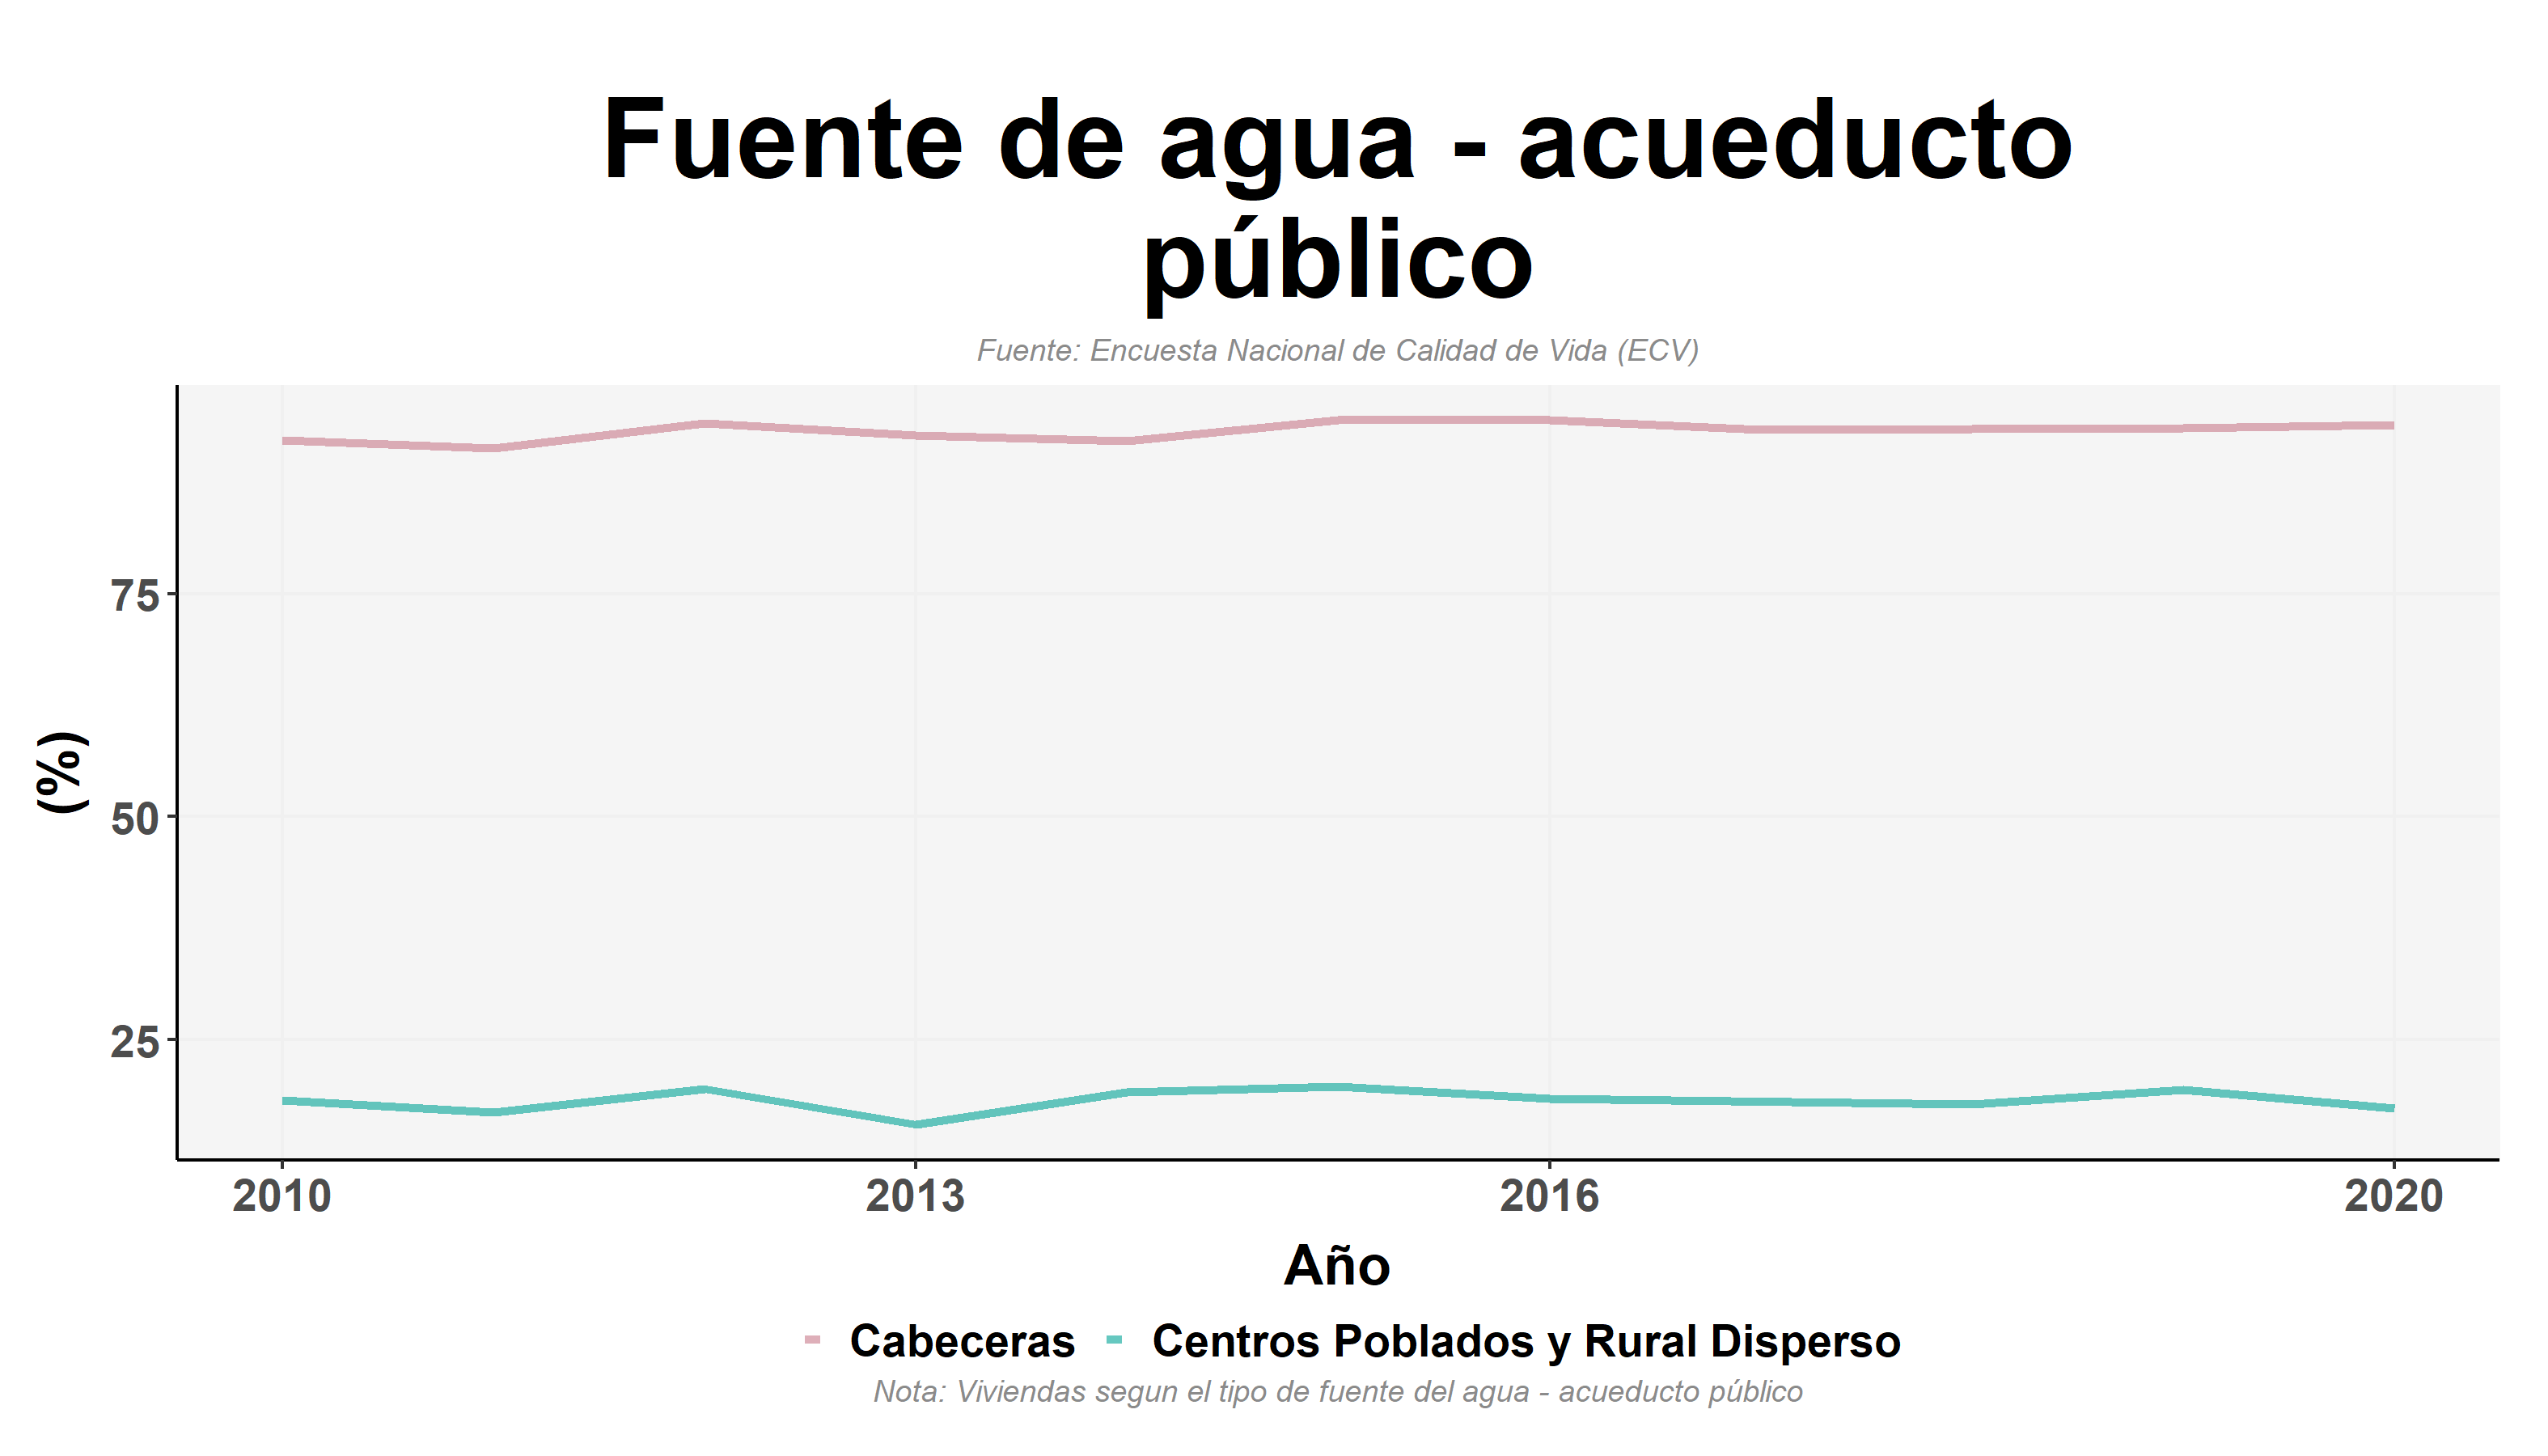 Fuente de agua - acueducto
público
Fuente: Encuesta Nacional de Calidad de Vida (ECV)
(%)
75
50
25
2010 2013 2016 2020
Año
Cabeceras Centros Poblados y Rural Disperso
Nota: Viviendas segun el tipo de fuente del agua - acueducto público